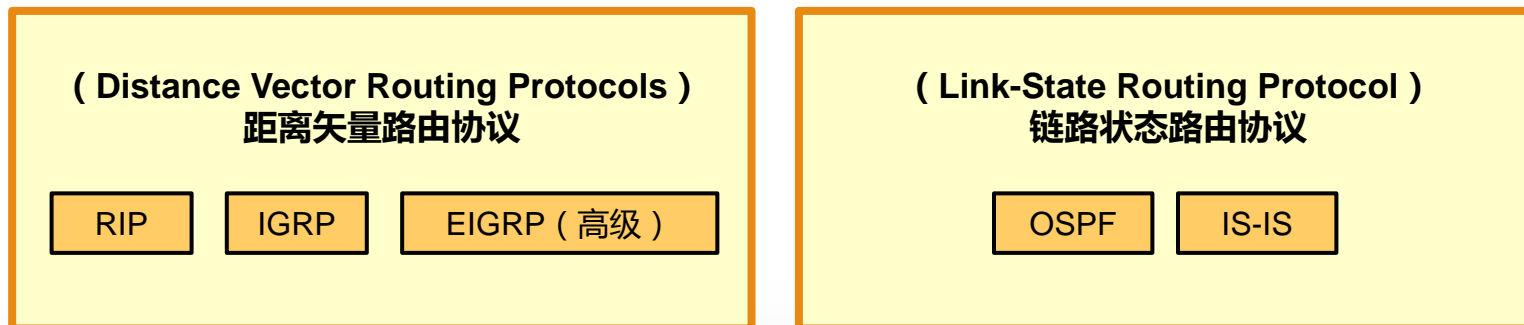 （Distance Vector Routing Protocols）
距离矢量路由协议
RIP
IGRP
EIGRP（高级）
（Link-State Routing Protocol）
链路状态路由协议
OSPF
IS-IS